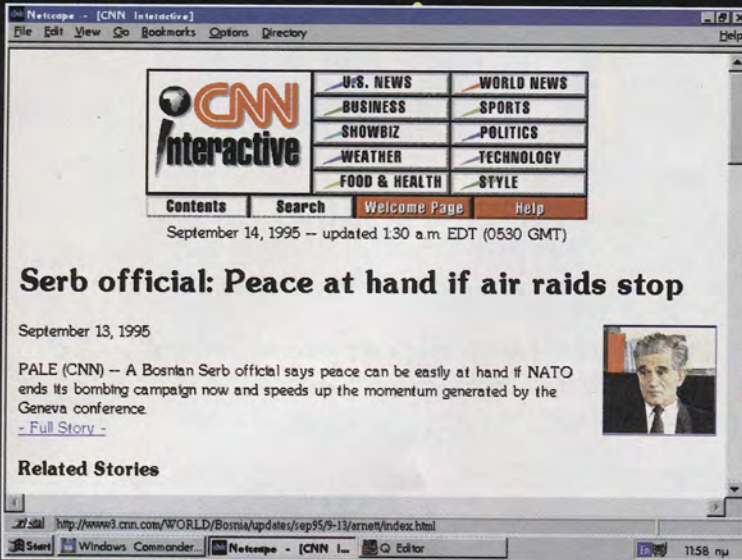 Netscape - [CNN Interactive]
File Edit View Go Bookmarks Options Directory
Help
CNN Interactive
U.S. NEWS WORLD NEWS
BUSINESS SPORTS
SHOWBIZ POLITICS
WEATHER TECHNOLOGY
FOOD & HEALTH STYLE
Contents Search Welcome Page Help
September 14, 1995 -- updated 1:30 a.m. EDT (0530 GMT)
Serb official: Peace at hand if air raids stop
September 13, 1995
PALE (CNN) -- A Bosnian Serb official says peace can be easily at hand if NATO
ends its bombing campaign now and speeds up the momentum generated by the
Geneva conference.
- Full Story -
Related Stories
http://www3.cnn.com/WORLD/Bosnia/updates/sep95/9-13/arnett/index.html
Start Windows Commander... Netscape - [CNN I... Q Editor En 11:58 πμ